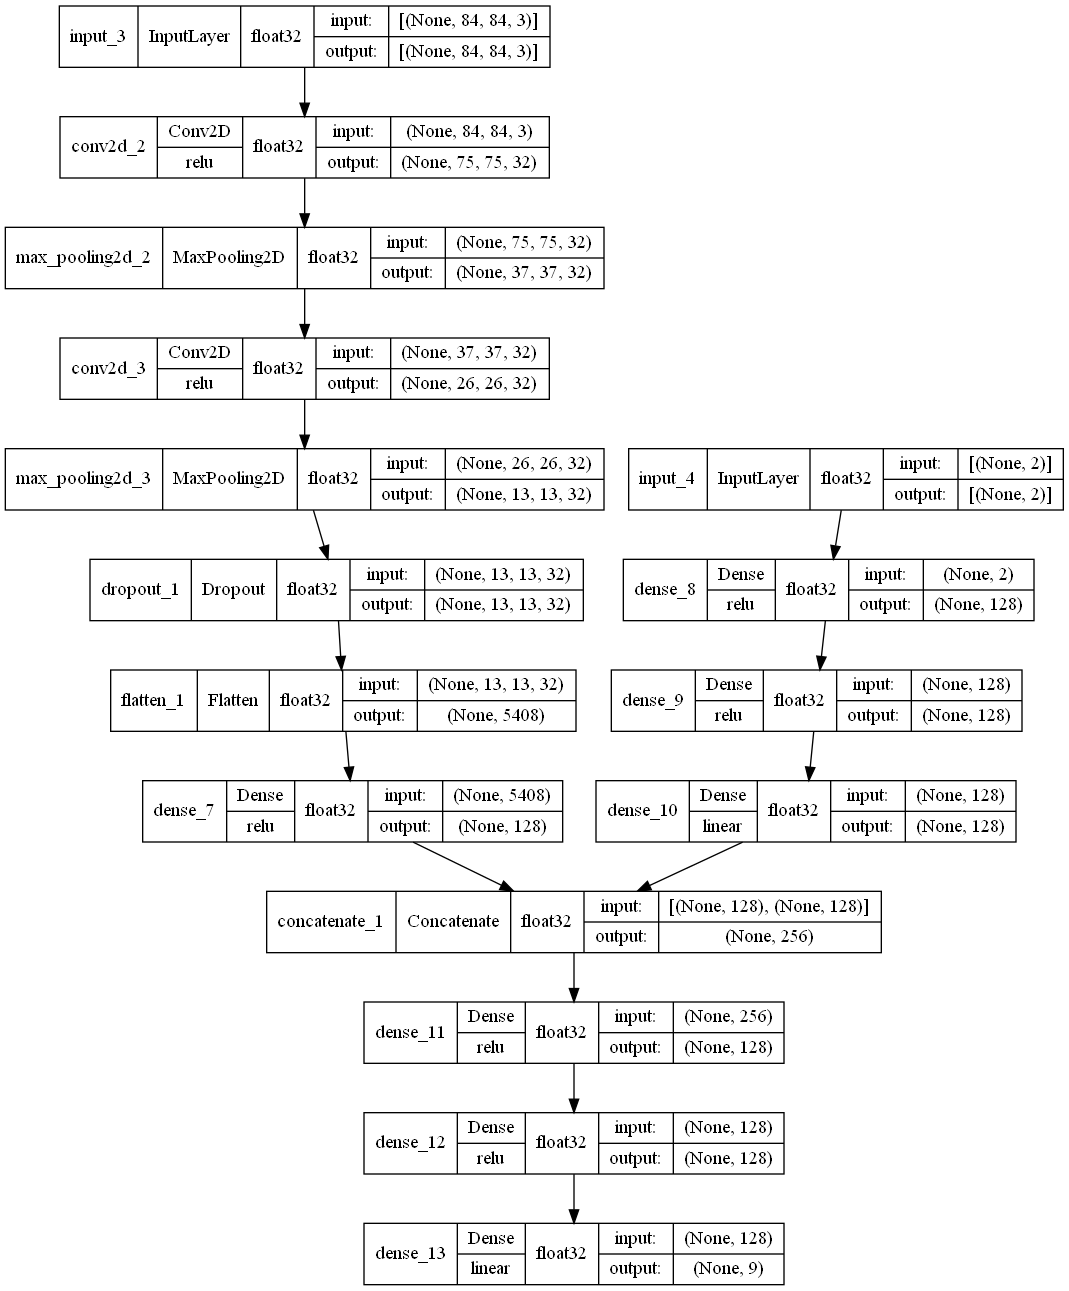 input_3 InputLayer float32 input: [(None, 84, 84, 3)]
output: [(None, 84, 84, 3)]
conv2d_2 Conv2D relu float32 input: (None, 84, 84, 3)
output: (None, 75, 75, 32)
max_pooling2d_2 MaxPooling2D float32 input: (None, 75, 75, 32)
output: (None, 37, 37, 32)
conv2d_3 Conv2D relu float32 input: (None, 37, 37, 32)
output: (None, 26, 26, 32)
max_pooling2d_3 MaxPooling2D float32 input: (None, 26, 26, 32)
output: (None, 13, 13, 32)
input_4 InputLayer float32 input: [(None, 2)]
output: [(None, 2)]
dropout_1 Dropout float32 input: (None, 13, 13, 32)
output: (None, 13, 13, 32)
dense_8 Dense relu float32 input: (None, 2)
output: (None, 128)
flatten_1 Flatten float32 input: (None, 13, 13, 32)
output: (None, 5408)
dense_9 Dense relu float32 input: (None, 128)
output: (None, 128)
dense_7 Dense relu float32 input: (None, 5408)
output: (None, 128)
dense_10 Dense linear float32 input: (None, 128)
output: (None, 128)
concatenate_1 Concatenate float32 input: [(None, 128), (None, 128)]
output: (None, 256)
dense_11 Dense relu float32 input: (None, 256)
output: (None, 128)
dense_12 Dense relu float32 input: (None, 128)
output: (None, 128)
dense_13 Dense linear float32 input: (None, 128)
output: (None, 9)